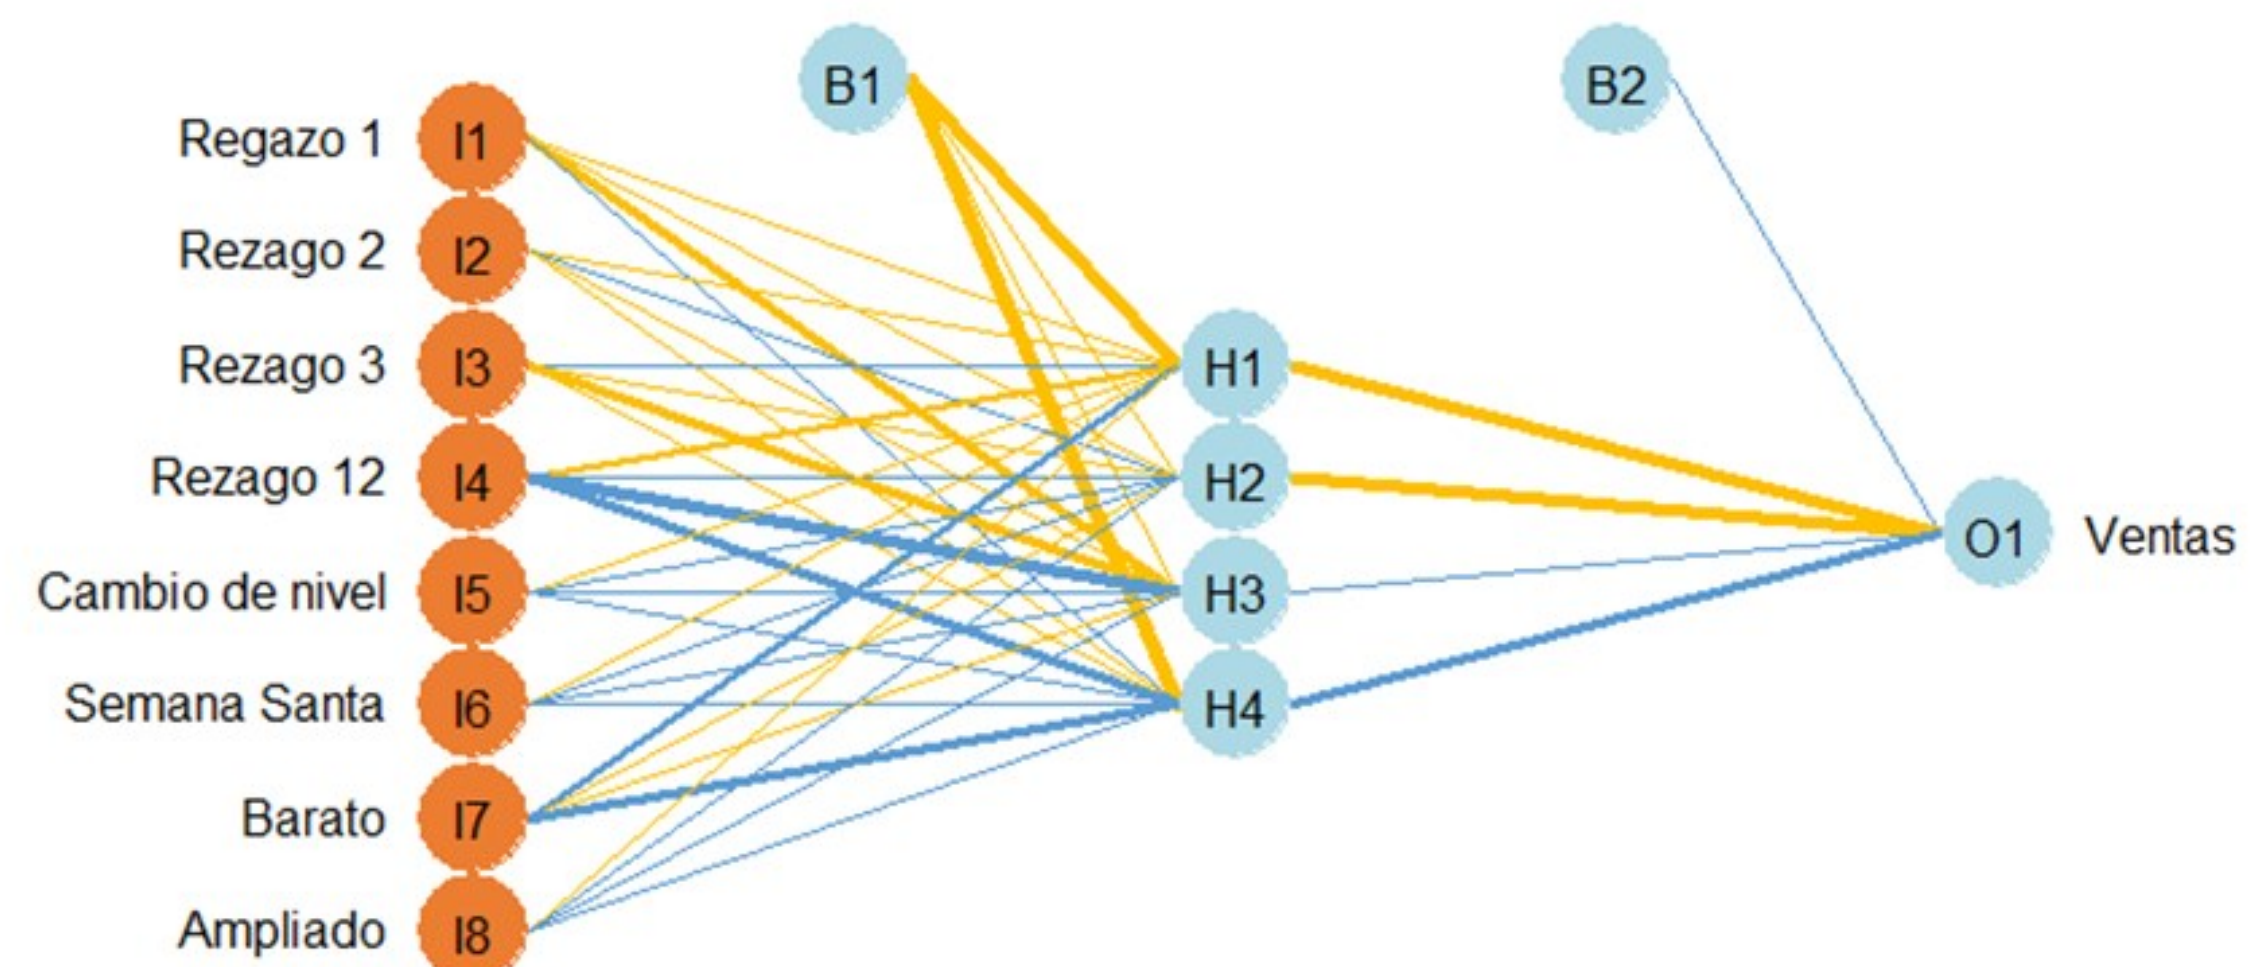 B1
B2
Regazo 1 I1
Rezago 2 I2
Rezago 3 I3 H1
Rezago 12 I4 H2
O1 Ventas
Cambio de nivel I5 H3
Semana Santa I6 H4
Barato I7
Ampliado I8